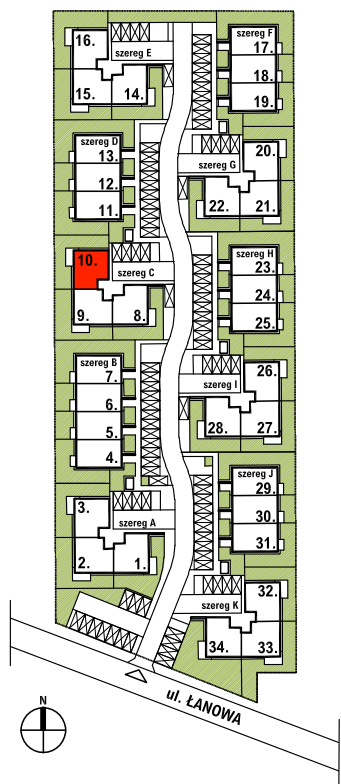 16.
szereg E
15.
14.
szereg F
17.
18.
19.
szereg D
13.
12.
11.
20.
szereg G
22.
21.
10.
szereg C
9.
8.
szereg H
23.
24.
25.
szereg B
7.
6.
5.
4.
26.
szereg I
28.
27.
3.
szereg A
2.
1.
szereg J
29.
30.
31.
32.
szereg K
34.
33.
ul. ŁANOWA
N